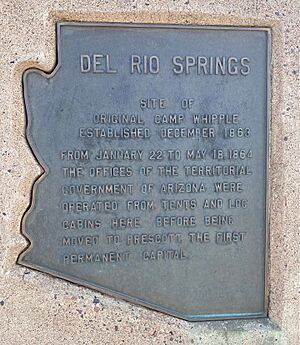 DEL RIO SPRINGS
SITE OF
ORIGINAL CAMP WHIPPLE
ESTABLISHED DECEMBER 1863
FROM JANUARY 22 TO MAY 18, 1864
THE OFFICES OF THE TERRITORIAL
GOVERNMENT OF ARIZONA WERE
OPERATED FROM TENTS AND LOG
CABINS HERE, BEFORE BEING
MOVED TO PRESCOTT, THE FIRST
PERMANENT CAPITAL.